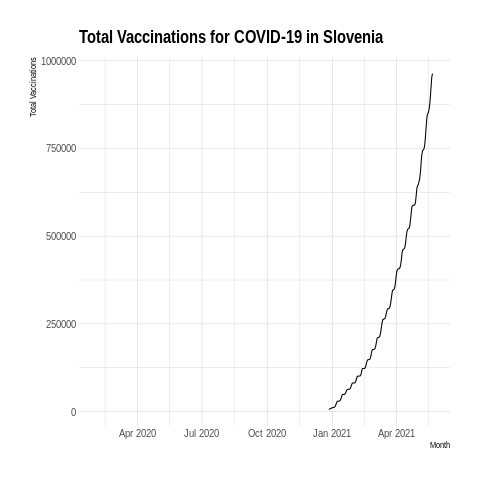 Total Vaccinations for COVID-19 in Slovenia
Total Vaccinations
1000000
750000
500000
250000
0
Apr 2020 Jul 2020 Oct 2020 Jan 2021 Apr 2021
Month